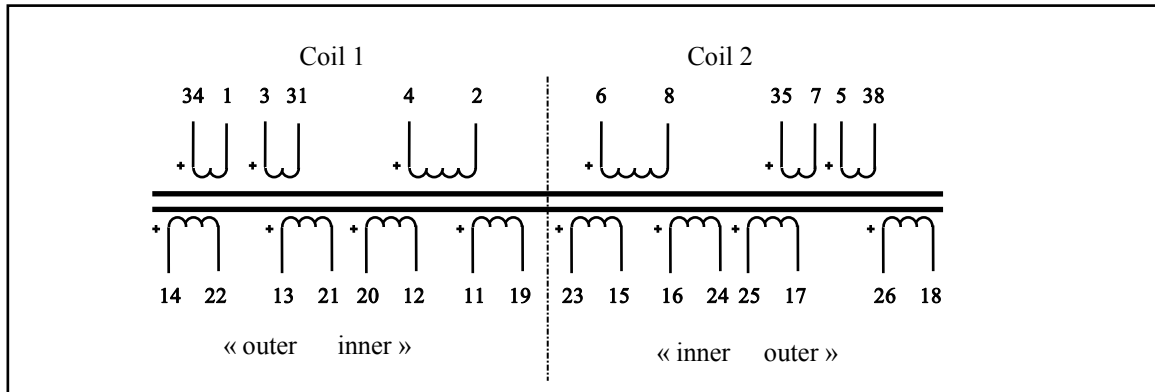 Coil 1 Coil 2
34 1 3 31 4 2 6 8 35 7 5 38
+ + + + + +
+ + + + + + + +
14 22 13 21 20 12 11 19 23 15 16 24 25 17 26 18
« outer inner » « inner outer »